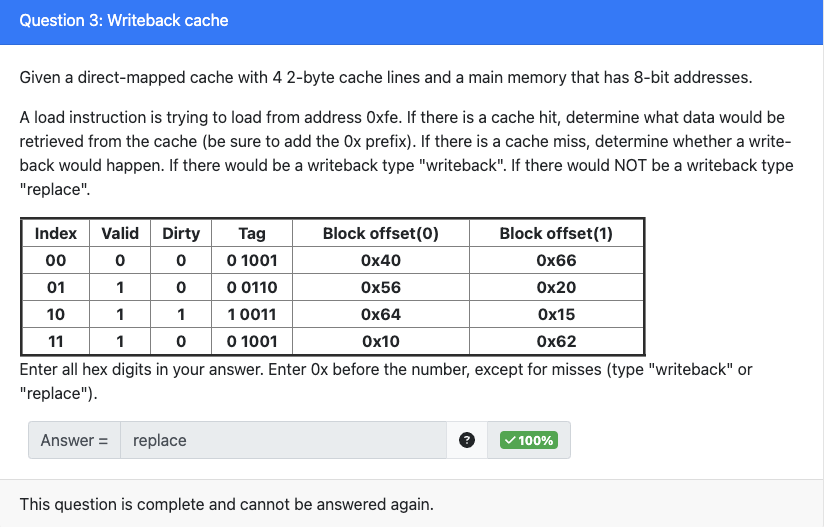 Question 3: Writeback cache
Given a direct-mapped cache with 4 2-byte cache lines and a main memory that has 8-bit addresses.
A load instruction is trying to load from address 0xfe. If there is a cache hit, determine what data would be
retrieved from the cache (be sure to add the 0x prefix). If there is a cache miss, determine whether a write-
back would happen. If there would be a writeback type "writeback". If there would NOT be a writeback type
"replace".
Index Valid Dirty Tag Block offset(0) Block offset(1)
00 0 0 0 1001 0x40 0x66
01 1 0 0 0110 0x56 0x20
10 1 1 1 0011 0x64 0x15
11 1 0 0 1001 0x10 0x62
Enter all hex digits in your answer. Enter 0x before the number, except for misses (type "writeback" or
"replace").
Answer = replace ? ✓ 100%
This question is complete and cannot be answered again.